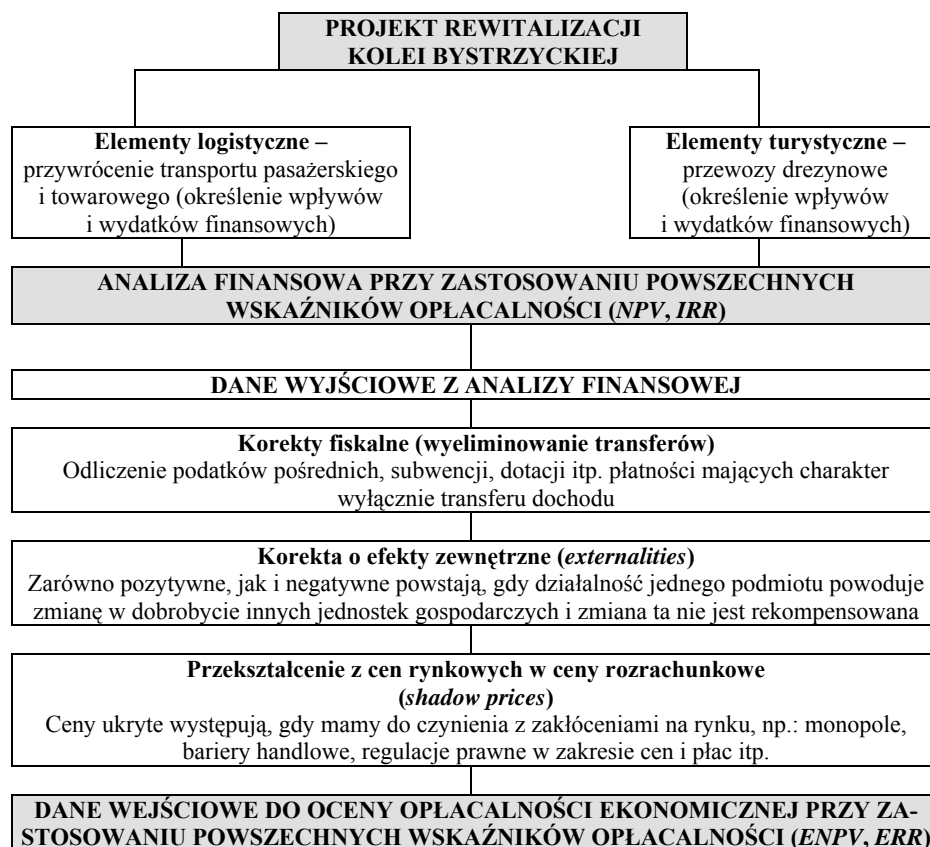 PROJEKT REWITALIZACJI
KOLEI BYSTRZYCKIEJ
Elementy logistyczne –
przywrócenie transportu pasażerskiego
i towarowego (określenie wpływów
i wydatków finansowych)
Elementy turystyczne –
przewozy drezynowe
(określenie wpływów
i wydatków finansowych)
ANALIZA FINANSOWA PRZY ZASTOSOWANIU POWSZECHNYCH
WSKAŹNIKÓW OPŁACALNOŚCI (NPV, IRR)
DANE WYJŚCIOWE Z ANALIZY FINANSOWEJ
Korekty fiskalne (wyeliminowanie transferów)
Odliczenie podatków pośrednich, subwencji, dotacji itp. płatności mających charakter
wyłącznie transferu dochodu
Korekta o efekty zewnętrzne (externalities)
Zarówno pozytywne, jak i negatywne powstają, gdy działalność jednego podmiotu powoduje
zmianę w dobrobycie innych jednostek gospodarczych i zmiana ta nie jest rekompensowana
Przekształcenie z cen rynkowych w ceny rozrachunkowe
(shadow prices)
Ceny ukryte występują, gdy mamy do czynienia z zakłóceniami na rynku, np.: monopole,
bariery handlowe, regulacje prawne w zakresie cen i płac itp.
DANE WEJŚCIOWE DO OCENY OPŁACALNOŚCI EKONOMICZNEJ PRZY ZA-
STOSOWANIU POWSZECHNYCH WSKAŹNIKÓW OPŁACALNOŚCI (ENPV, ERR)